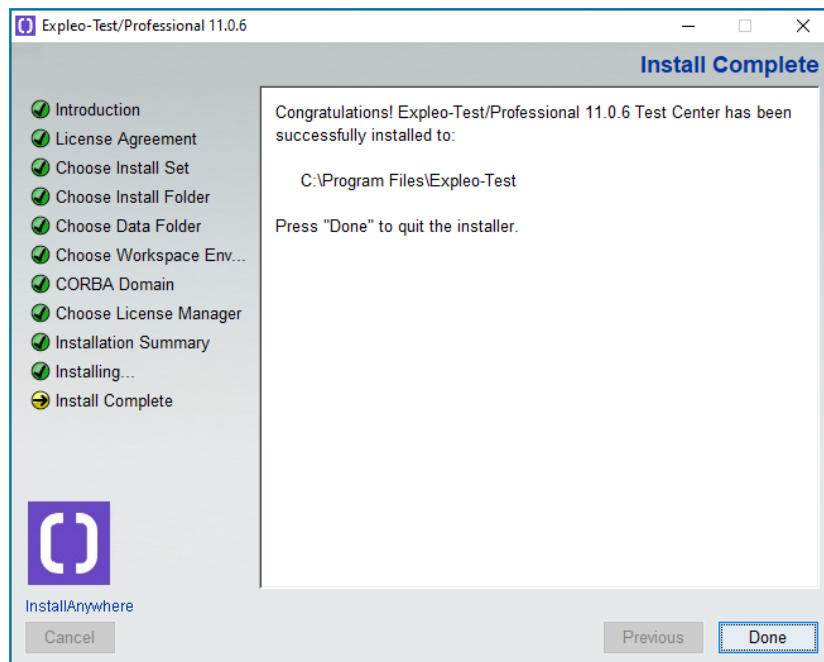 Expleo-Test/Professional 11.0.6
Install Complete
Introduction
License Agreement
Choose Install Set
Choose Install Folder
Choose Data Folder
Choose Workspace Env...
CORBA Domain
Choose License Manager
Installation Summary
Installing...
Install Complete
Congratulations! Expleo-Test/Professional 11.0.6 Test Center has been
successfully installed to:
C:\Program Files\Expleo-Test
Press "Done" to quit the installer.
InstallAnywhere
Cancel
Previous
Done